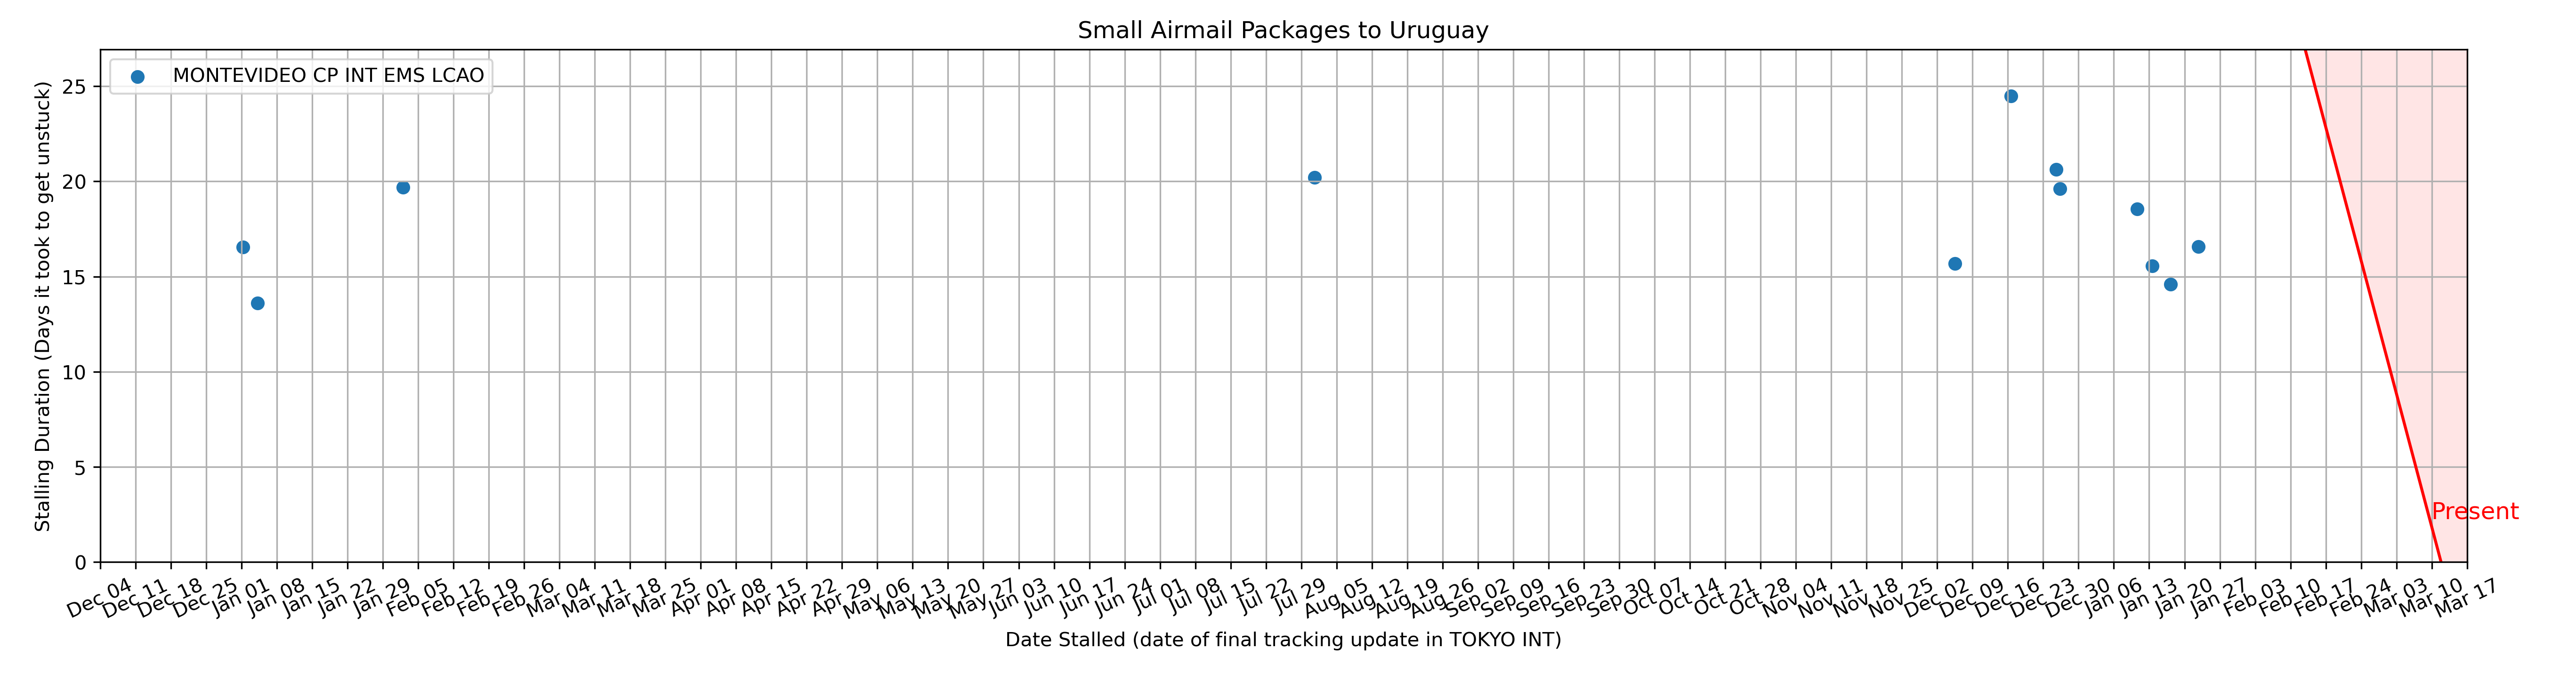 Small Airmail Packages to Uruguay
MONTEVIDEO CP INT EMS LCAO
Stalling Duration (Days it took to get unstuck)
25
20
15
10
5
0
Present
Dec 04
Dec 11
Dec 18
Dec 25
Jan 01
Jan 08
Jan 15
Jan 22
Jan 29
Feb 05
Feb 12
Feb 19
Feb 26
Mar 04
Mar 11
Mar 18
Mar 25
Apr 01
Apr 08
Apr 15
Apr 22
Apr 29
May 06
May 13
May 20
May 27
Jun 03
Jun 10
Jun 17
Jun 24
Jul 01
Jul 08
Jul 15
Jul 22
Jul 29
Aug 05
Aug 12
Aug 19
Aug 26
Sep 02
Sep 09
Sep 16
Sep 23
Sep 30
Oct 07
Oct 14
Oct 21
Oct 28
Nov 04
Nov 11
Nov 18
Nov 25
Dec 02
Dec 09
Dec 16
Dec 23
Dec 30
Jan 06
Jan 13
Jan 20
Jan 27
Feb 03
Feb 10
Feb 17
Feb 24
Mar 03
Mar 10
Mar 17
Date Stalled (date of final tracking update in TOKYO INT)